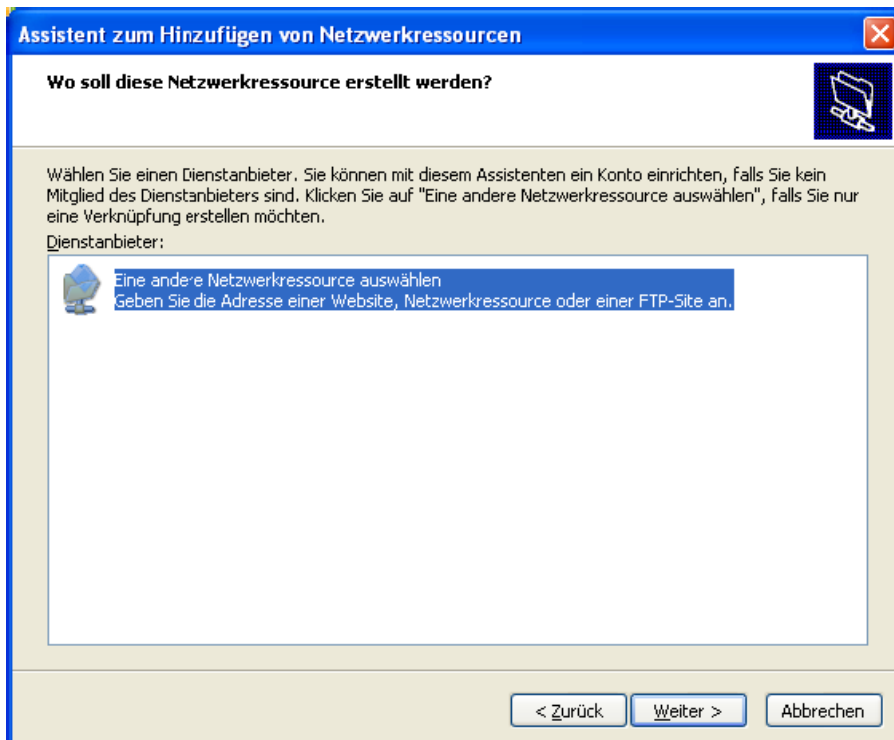 Assistent zum Hinzufügen von Netzwerkressourcen
Wo soll diese Netzwerkressource erstellt werden?
Wählen Sie einen Dienstanbieter. Sie können mit diesem Assistenten ein Konto einrichten, falls Sie kein
Mitglied des Dienstanbieters sind. Klicken Sie auf "Eine andere Netzwerkressource auswählen", falls Sie nur
eine Verknüpfung erstellen möchten.
Dienstanbieter:
Eine andere Netzwerkressource auswählen
Geben Sie die Adresse einer Website, Netzwerkressource oder einer FTP-Site an.
< Zurück
Weiter >
Abbrechen